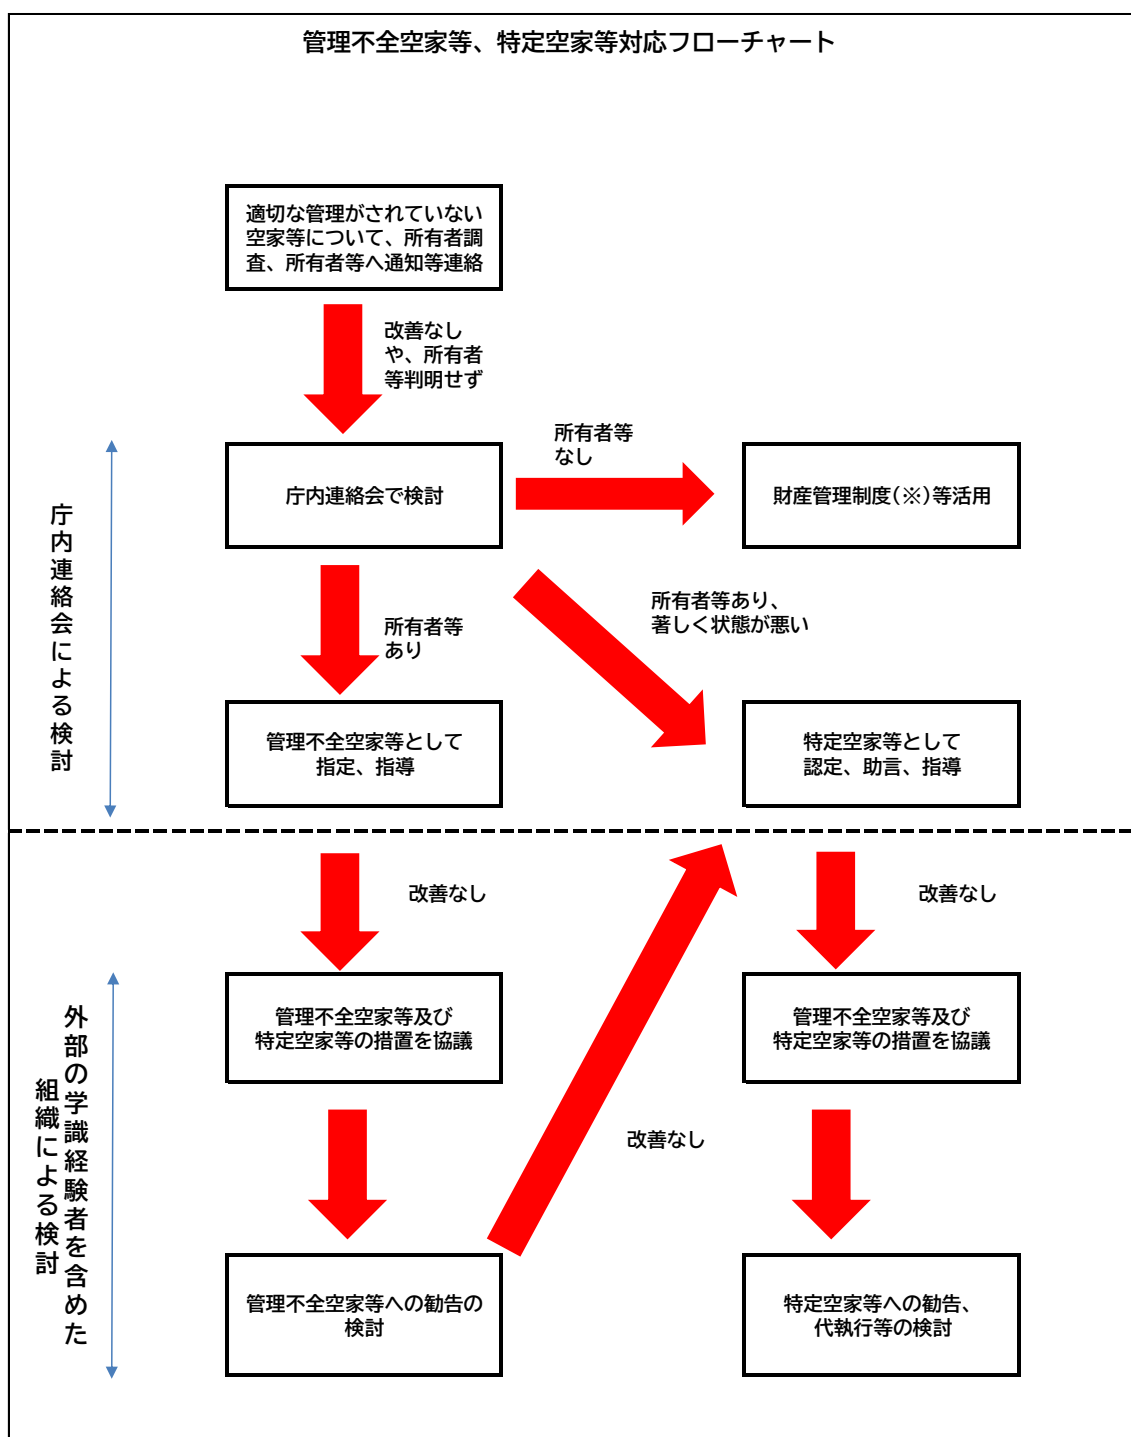 管理不全空家等、特定空家等対応フローチャート
適切な管理がされていない
空家等について、所有者調
査、所有者等へ通知等連絡
改善なし
や、所有者
等判明せず
庁内連絡会で検討
所有者等
なし
財産管理制度(※)等活用
所有者等
あり
所有者等あり、
著しく状態が悪い
管理不全空家等として
指定、指導
特定空家等として
認定、助言、指導
庁内連絡会による検討
改善なし
改善なし
管理不全空家等及び
特定空家等の措置を協議
管理不全空家等及び
特定空家等の措置を協議
改善なし
管理不全空家等への勧告の
検討
特定空家等への勧告、
代執行等の検討
外部の学識経験者を含めた
組織による検討